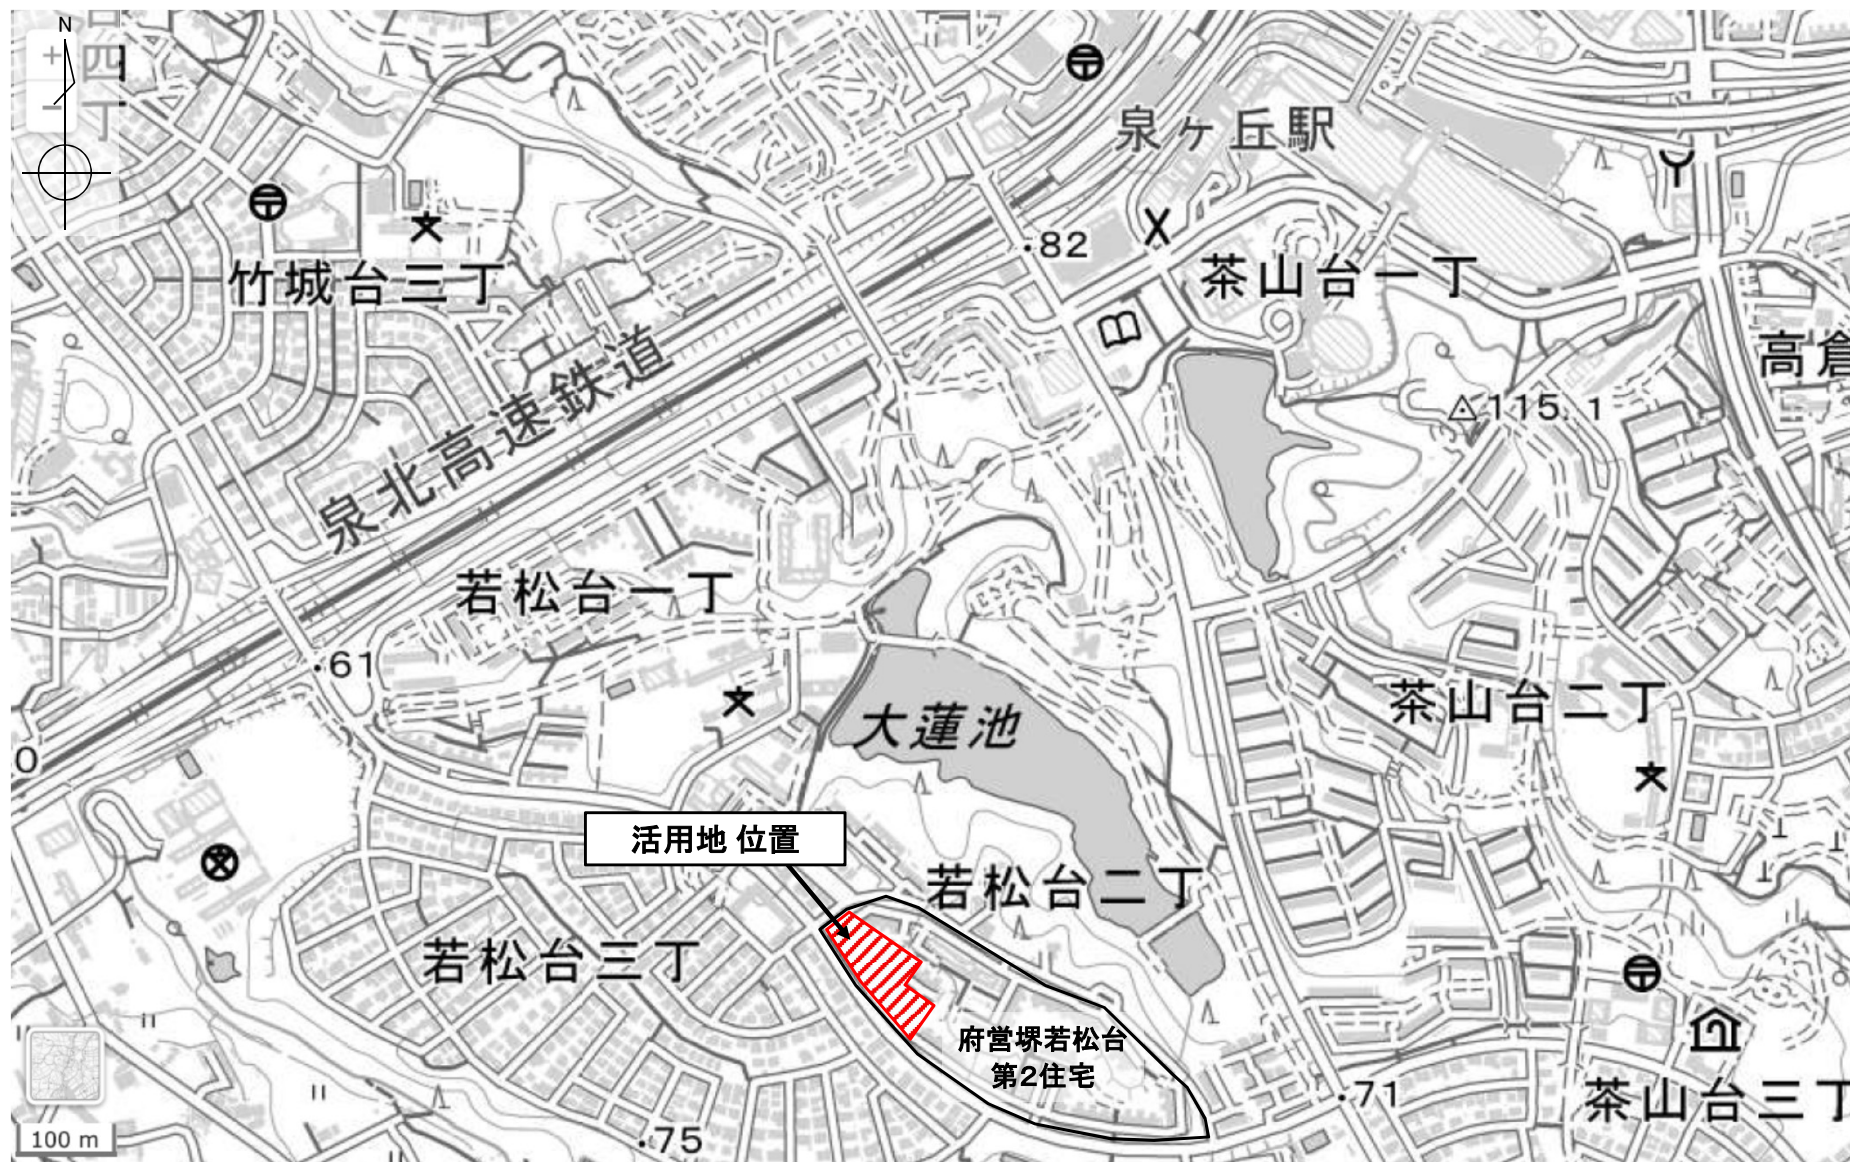 N
四
丁
泉ヶ丘駅
82
竹城台三丁
茶山台一丁
高倉
115.1
泉北高速鉄道
若松台一丁
61
茶山台二丁
大蓮池
0
活用地 位置
若松台二丁
若松台三丁
府営堺若松台
第2住宅
71
茶山台三丁
75
100 m